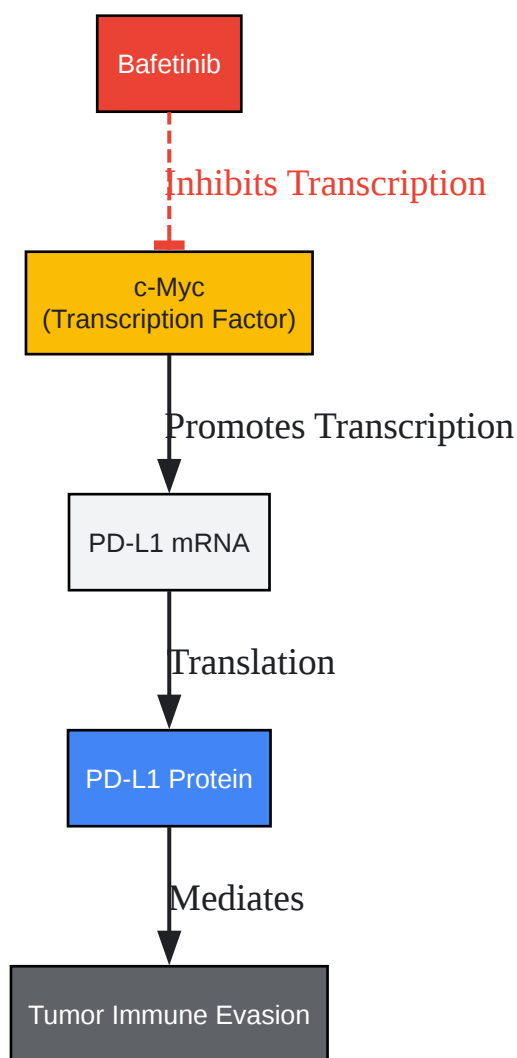 Bafetinib
Inhibits Transcription
c-Myc
(Transcription Factor)
Promotes Transcription
PD-L1 mRNA
Translation
PD-L1 Protein
Mediates
Tumor Immune Evasion